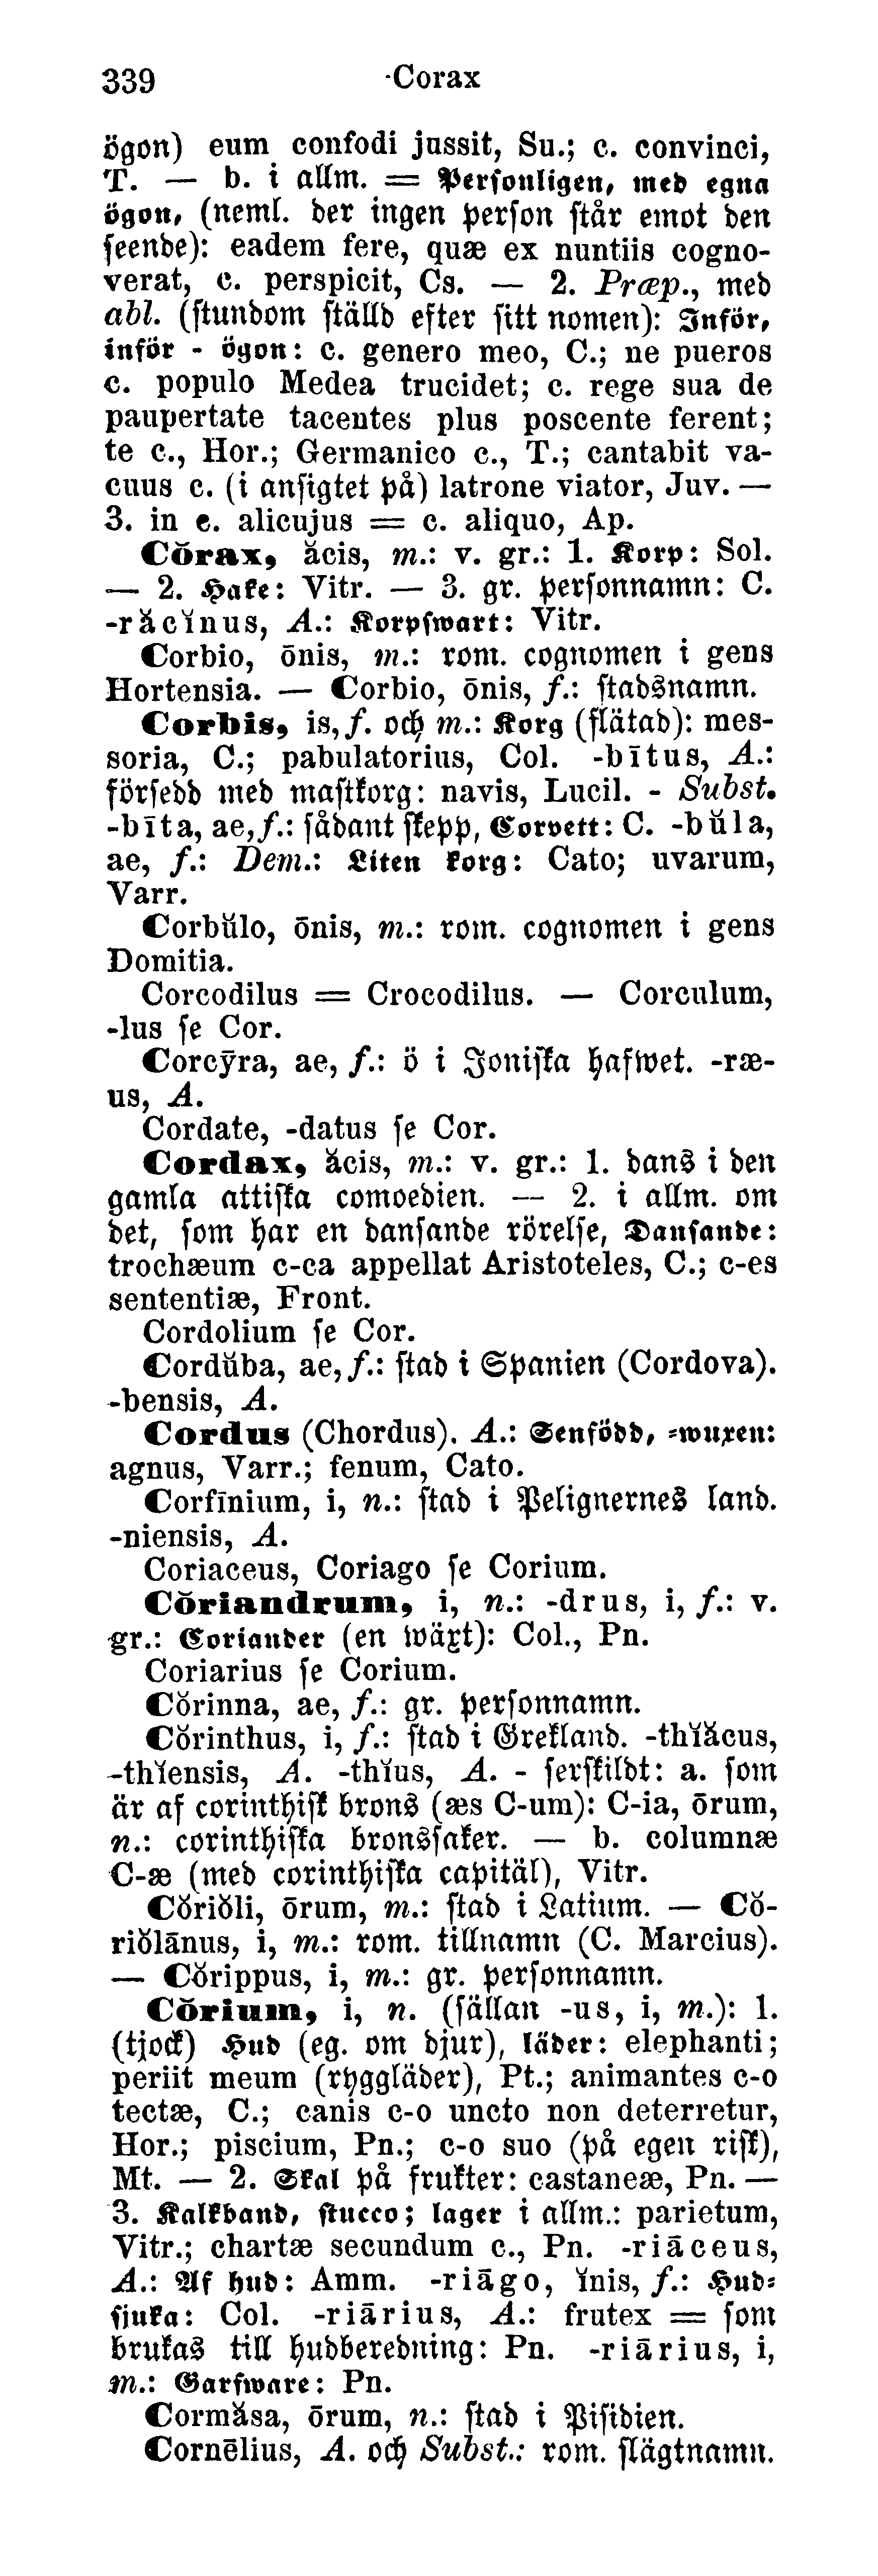 339 Corax
ögon) eum confodi jussit, Su.; c. convinci,
T. — b. i allm. = Personligen, med egna
ögon, (neml. der ingen person står emot den
seende): eadem fere, quæ ex nuntiis cogno-
verat, c. perspicit, Cs. — 2. Præp., med
abl. (stundom ställd efter sitt nomen): Inför,
inför - ögon: c. genero meo, C.; ne pueros
c. populo Medea trucidet; c. rege sua de
paupertate tacentes plus poscente ferent;
te c., Hor.; Germanico c., T.; cantabit va-
cuus c. (i ansigtet på) latrone viator, Juv. —
3. in c. alicujus = c. aliquo, Ap.
Cŏrax, ăcis, m.: v. gr.: 1. Korp: Sol.
— 2. Hake: Vitr. — 3. gr. personnamn: C.
-răcĭnus, A.: Korpswart: Vitr.
Corbio, ōnis, m.: rom. cognomen i gens
Hortensia. — Corbio, ōnis, f.: stadsnamn.
Corbis, is, f. och m.: Korg (flätad): mes-
soria, C.; pabulatorius, Col. -bītus, A.:
försedd med mastkorg: navis, Lucil. - Subst.
-bīta, ae, f.: sådant skepp, Corvett: C. -bŭla,
ae, f.: Dem.: Liten korg: Cato; uvarum,
Varr.
Corbŭlo, ōnis, m.: rom. cognomen i gens
Domitia.
Corcodilus = Crocodilus. — Corculum,
-lus se Cor.
Corcȳra, ae, f.: ö i Joniska hafwet. -ræ-
us, A.
Cordate, -datus se Cor.
Cordax, ăcis, m.: v. gr.: 1. dans i den
gamla attiska comoedien. — 2. i allm. om
det, som har en dansande rörelse, Dansande:
trochæum c-ca appellat Aristoteles, C.; c-es
sententiæ, Front.
Cordolium se Cor.
Cordŭba, ae, f.: stad i Spanien (Cordova).
-bensis, A.
Cordus (Chordus). A.: Senfödd, -wuxen:
agnus, Varr.; fenum, Cato.
Corfīnium, i, n.: stad i Pelignernes land.
-niensis, A.
Coriaceus, Coriago se Corium.
Cŏriandrum, i, n.: -drus, i, f.: v.
gr.: Coriander (en wäxt): Col., Pn.
Coriarius se Corium.
Cŏrinna, ae, f.: gr. personnamn.
Cŏrinthus, i, f.: stad i Grekland. -thĭăcus,
-thĭensis, A. -thĭus, A. - serskildt: a. som
är af corinthisk brons (æs C-um): C-ia, ōrum,
n.: corinthiska bronssaker. — b. columnæ
C-æ (med corinthiska capitäl), Vitr.
Cŏriŏli, ōrum, m.: stad i Latium. — Cŏ-
riŏlānus, i, m.: rom. tillnamn (C. Marcius).
— Cŏrippus, i, m.: gr. personnamn.
Cŏrium, i, n. (sällan -us, i, m.): 1.
(tjock) Hud (eg. om djur), läder: elephanti;
periit meum (ryggläder), Pt.; animantes c-o
tectæ, C.; canis c-o uncto non deterretur,
Hor.; piscium, Pn.; c-o suo (på egen risk),
Mt. — 2. Skal på frukter: castaneæ, Pn. —
3. Kalkband, stucco; lager i allm.: parietum,
Vitr.; chartæ secundum c., Pn. -riāceus,
A.: Af hud: Amm. -riāgo, ĭnis, f.: Hud-
sjuka: Col. -riārius, A.: frutex = som
brukas till hudberedning: Pn. -riārius, i,
m.: Garfware: Pn.
Cormăsa, ōrum, n.: stad i Pisidien.
Cornēlius, A. och Subst.: rom. slägtnamn.